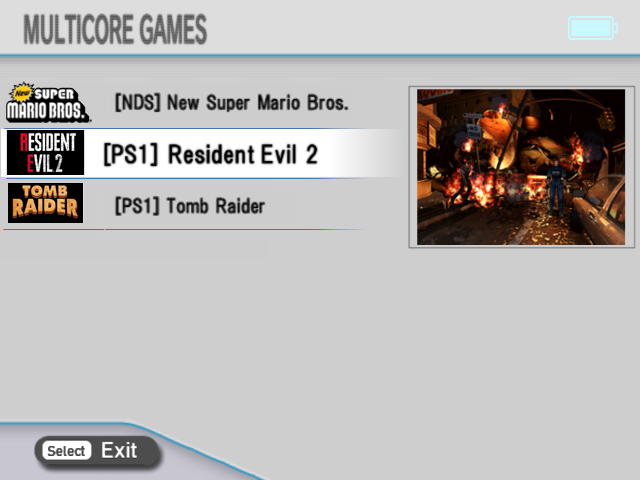 MULTICORE GAMES
New SUPER
MARIO BROS.
[NDS] New Super Mario Bros.
RESIDENT
EVIL 2
[PS1] Resident Evil 2
TOMB
RAIDER
[PS1] Tomb Raider
Select Exit